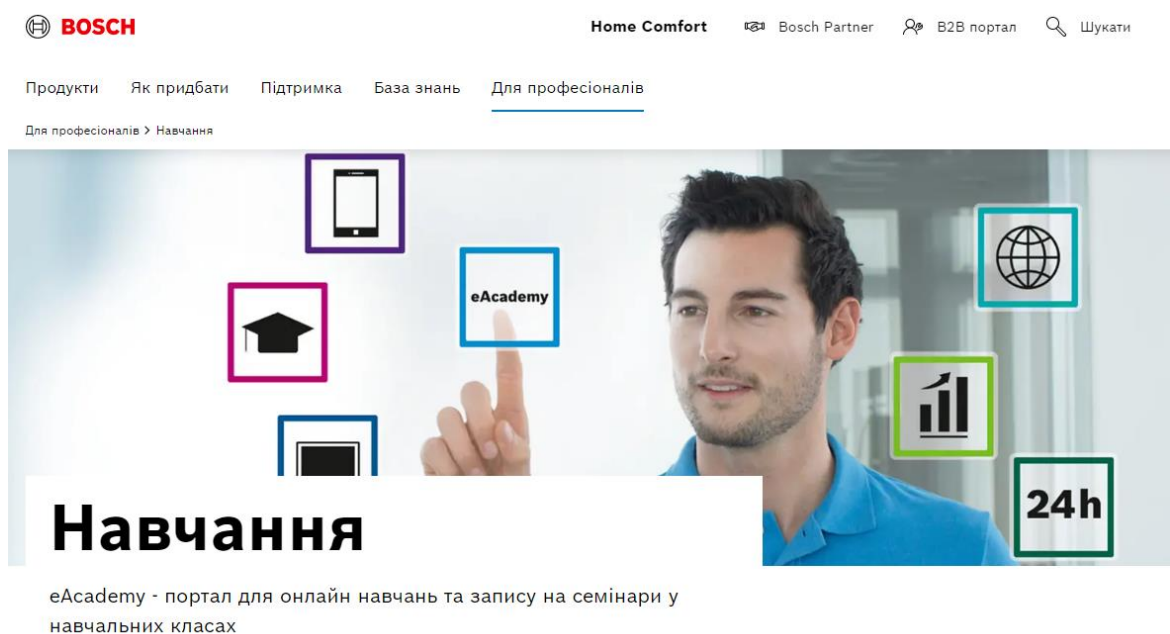 BOSCH
Home Comfort Bosch Partner B2B портал Шукати
Продукти Як придбати Підтримка База знань Для професіоналів
Для професіоналів > Навчання
eAcademy
24h
Навчання
eAcademy - портал для онлайн навчань та запису на семінари у
навчальних класах